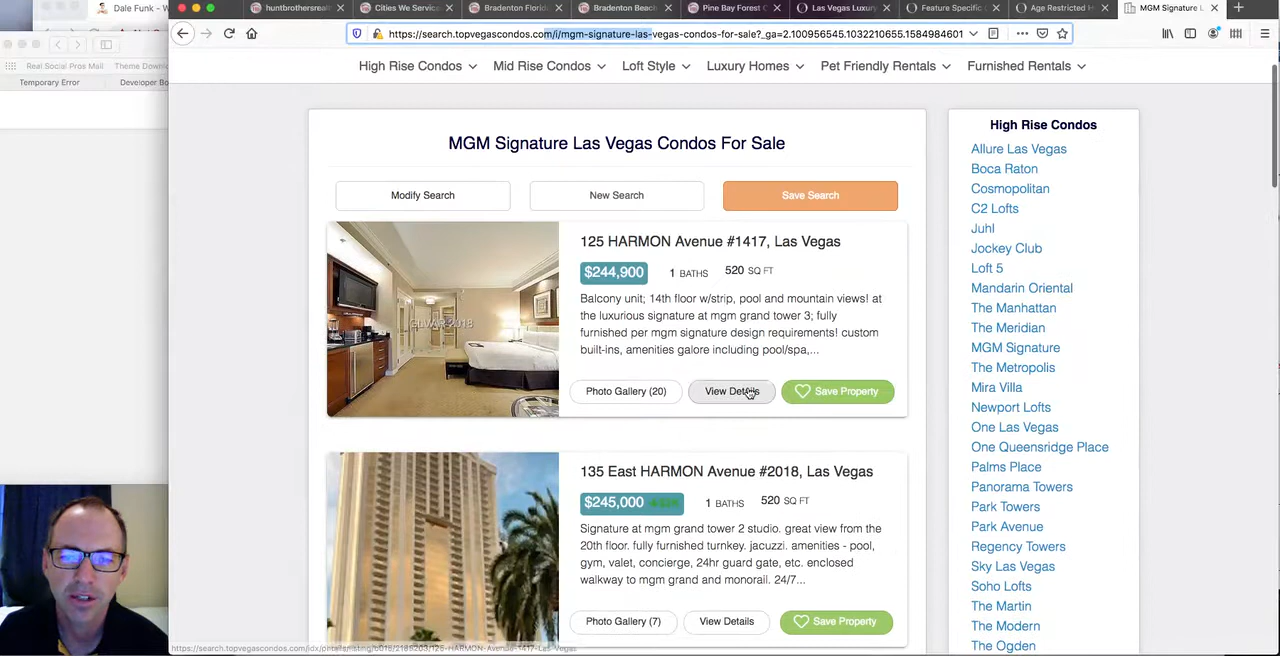 Dale Funk - W
huntbrothersrealt
Cities We Service
Bradenton Florida
Bradenton Beach
Pine Bay Forest C
Las Vegas Luxury
Feature Specific C
Age Restricted H
MGM Signature L
https://search.topvegascondos.com/i/mgm-signature-las-vegas-condos-for-sale?_ga=2.100956545.1032210655.1584984601
Real Social Pros Mail
Theme Downl
Temporary Error
Developer Bo
High Rise Condos
Mid Rise Condos
Loft Style
Luxury Homes
Pet Friendly Rentals
Furnished Rentals
MGM Signature Las Vegas Condos For Sale
Modify Search
New Search
Save Search
125 HARMON Avenue #1417, Las Vegas
$244,900 1 BATHS 520 SQ FT
Balcony unit; 14th floor w/strip, pool and mountain views! at
the luxurious signature at mgm grand tower 3; fully
furnished per mgm signature design requirements! custom
built-ins, amenities galore including pool/spa,...
Photo Gallery (20)
View Details
Save Property
GLVAR 2018
135 East HARMON Avenue #2018, Las Vegas
$245,000 1 BATHS 520 SQ FT
Signature at mgm grand tower 2 studio. great view from the
20th floor. fully furnished turnkey. jacuzzi. amenities - pool,
gym, valet, concierge, 24hr guard gate, etc. enclosed
walkway to mgm grand and monorail. 24/7...
Photo Gallery (7)
View Details
Save Property
High Rise Condos
Allure Las Vegas
Boca Raton
Cosmopolitan
C2 Lofts
Juhl
Jockey Club
Loft 5
Mandarin Oriental
The Manhattan
The Meridian
MGM Signature
The Metropolis
Mira Villa
Newport Lofts
One Las Vegas
One Queensridge Place
Palms Place
Panorama Towers
Park Towers
Park Avenue
Regency Towers
Sky Las Vegas
Soho Lofts
The Martin
The Modern
The Ogden